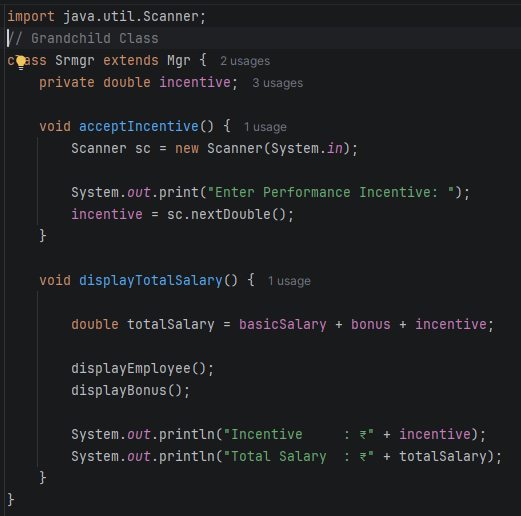 import java.util.Scanner;
// Grandchild Class
class Srmgr extends Mgr {  2 usages
    private double incentive;  3 usages

    void acceptIncentive() {  1 usage
        Scanner sc = new Scanner(System.in);

        System.out.print("Enter Performance Incentive: ");
        incentive = sc.nextDouble();
    }

    void displayTotalSalary() {  1 usage

        double totalSalary = basicSalary + bonus + incentive;

        displayEmployee();
        displayBonus();

        System.out.println("Incentive     : ₹" + incentive);
        System.out.println("Total Salary  : ₹" + totalSalary);
    }
}